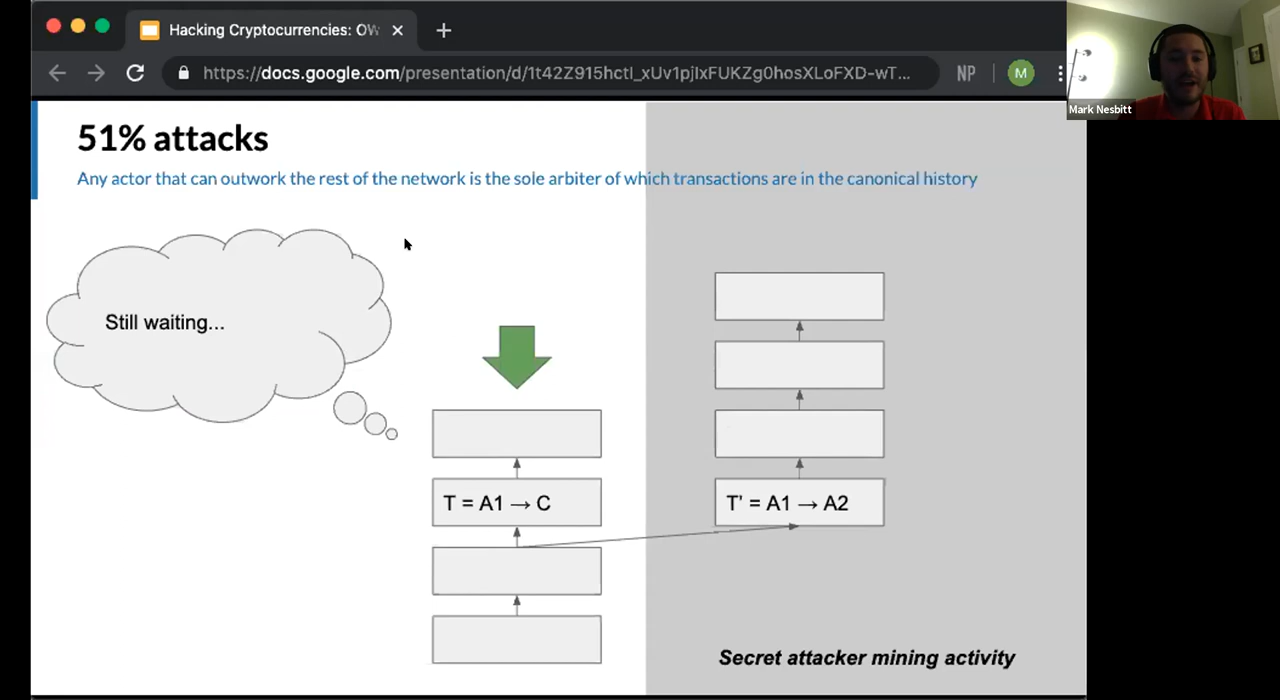 Hacking Cryptocurrencies: OW
https://docs.google.com/presentation/d/1t42Z915hctI_xUv1pjIxFUKZg0hosXLoFXD-wT...
NP
M
Mark Nesbitt
51% attacks
Any actor that can outwork the rest of the network is the sole arbiter of which transactions are in the canonical history
Still waiting...
T = A1 → C
T' = A1 → A2
Secret attacker mining activity